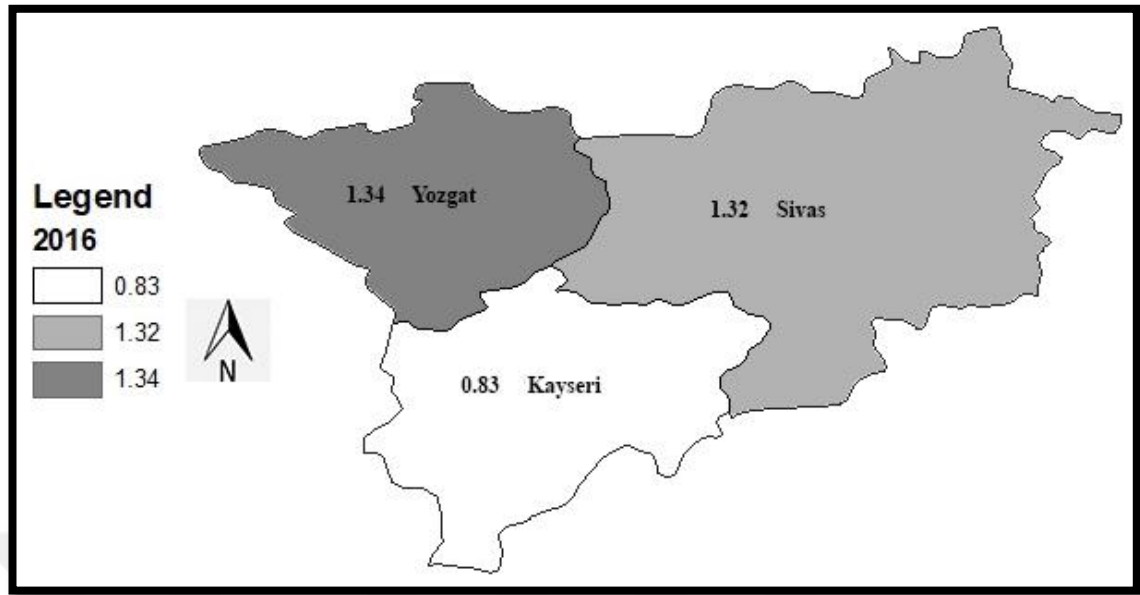 Legend
2016
0.83
1.32
1.34
N
1.34 Yozgat
1.32 Sivas
0.83 Kayseri